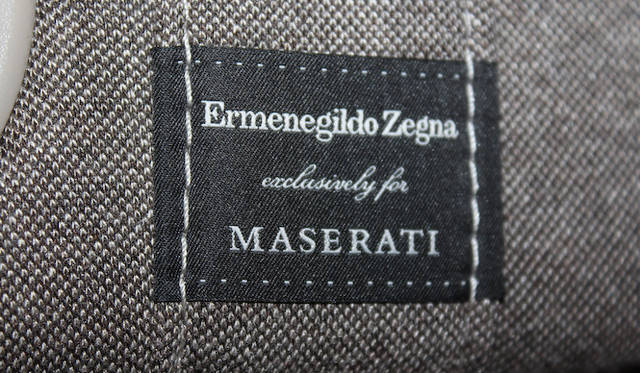 Ermenegildo Zegna
exclusively for
MASERATI